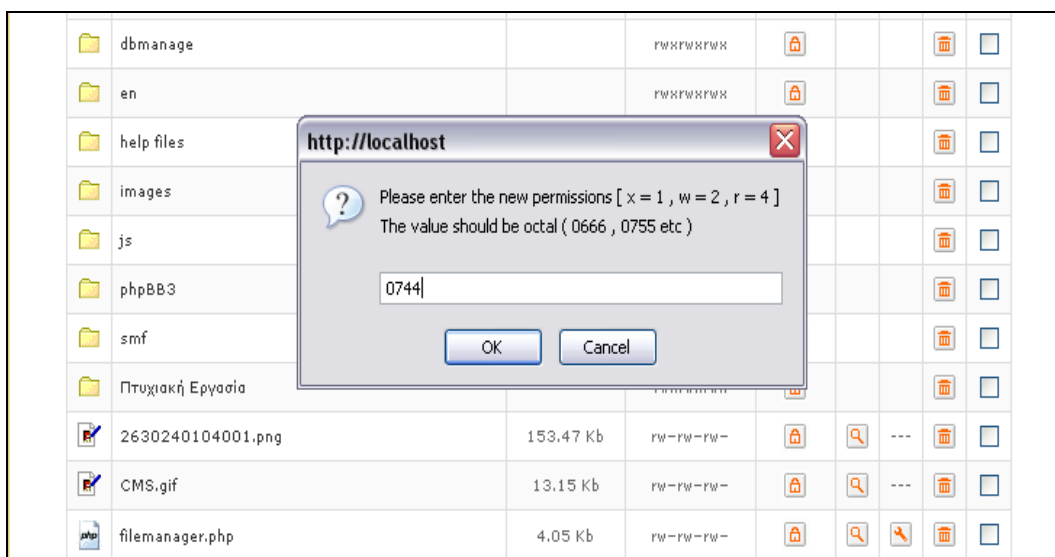 dbmanage rwxrwxrwx
en rwxrwxrwx
help files
images
js
phpBB3
smf
Πτυχιακή Εργασία
http://localhost
Please enter the new permissions [ x = 1 , w = 2 , r = 4 ]
The value should be octal ( 0666 , 0755 etc )
0744
OK Cancel
2630240104001.png 153.47 Kb rw-rw-rw- ---
CMS.gif 13.15 Kb rw-rw-rw- ---
filemanager.php 4.05 Kb rw-rw-rw-